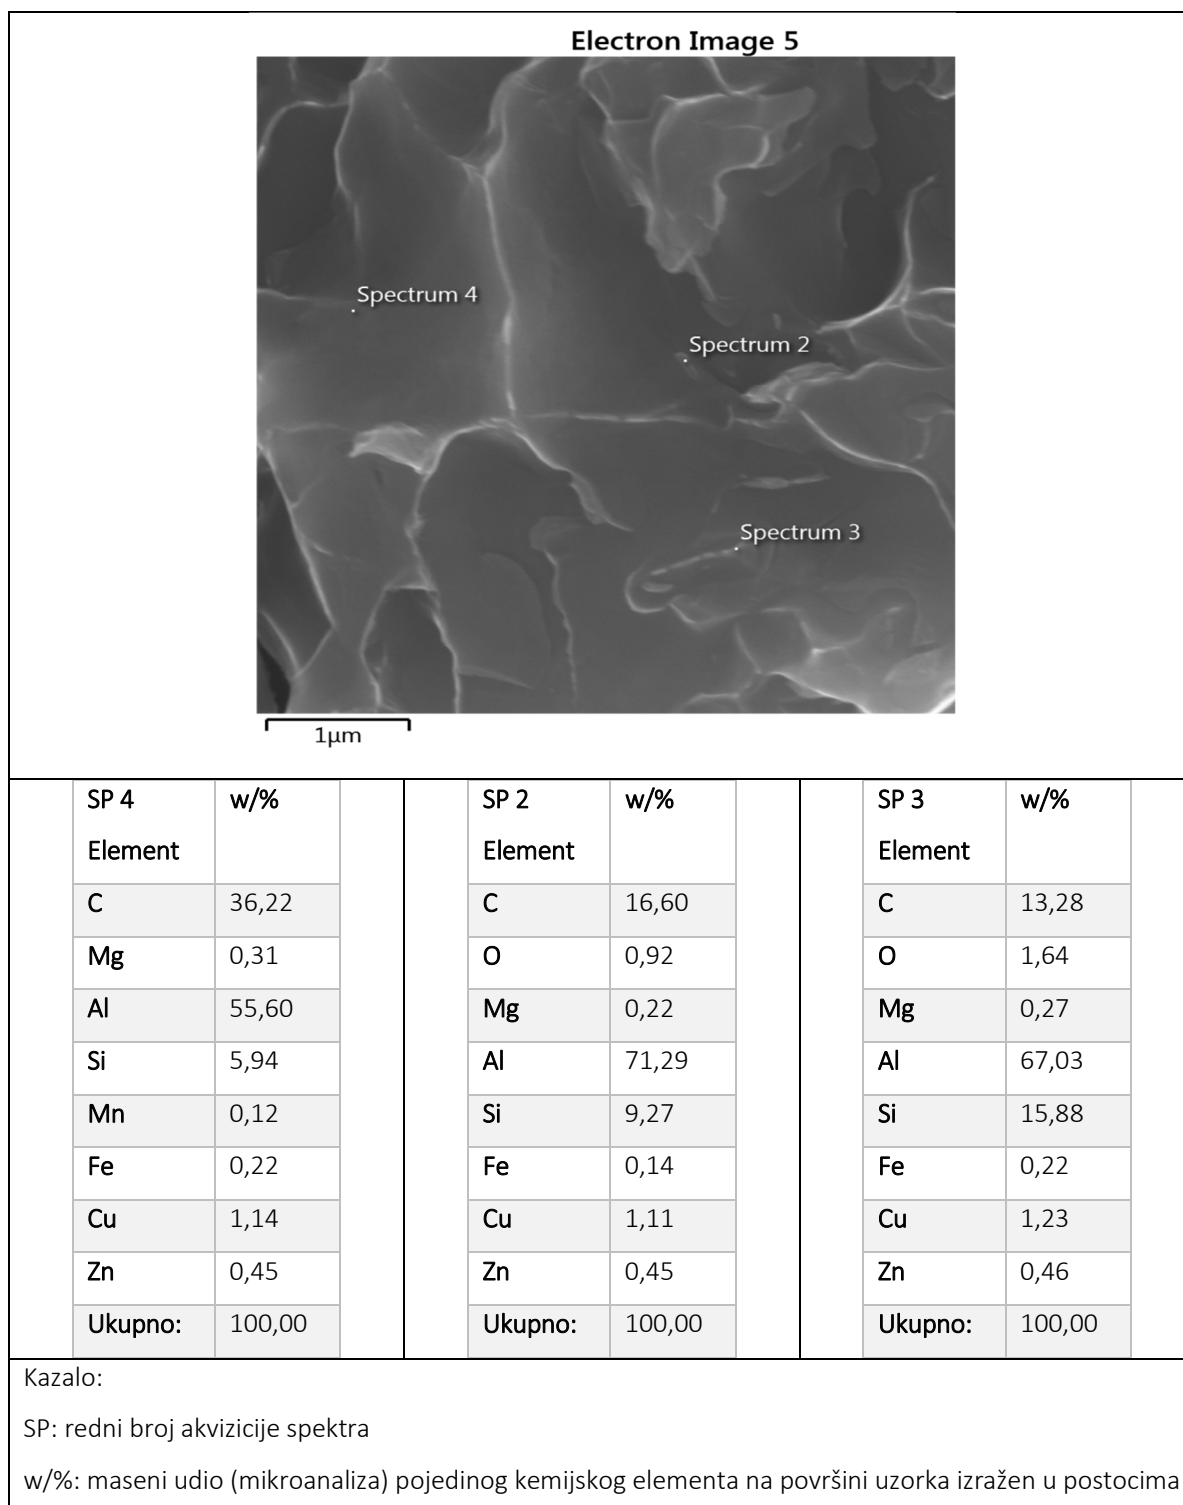 Electron Image 5
Spectrum 4
Spectrum 2
Spectrum 3
1µm
SP 4 Element w/%
C 36,22
Mg 0,31
Al 55,60
Si 5,94
Mn 0,12
Fe 0,22
Cu 1,14
Zn 0,45
Ukupno: 100,00
SP 2 Element w/%
C 16,60
O 0,92
Mg 0,22
Al 71,29
Si 9,27
Fe 0,14
Cu 1,11
Zn 0,45
Ukupno: 100,00
SP 3 Element w/%
C 13,28
O 1,64
Mg 0,27
Al 67,03
Si 15,88
Fe 0,22
Cu 1,23
Zn 0,46
Ukupno: 100,00
Kazalo:
SP: redni broj akvizicije spektra
w/%: maseni udio (mikroanaliza) pojedinog kemijskog elementa na površini uzorka izražen u postocima